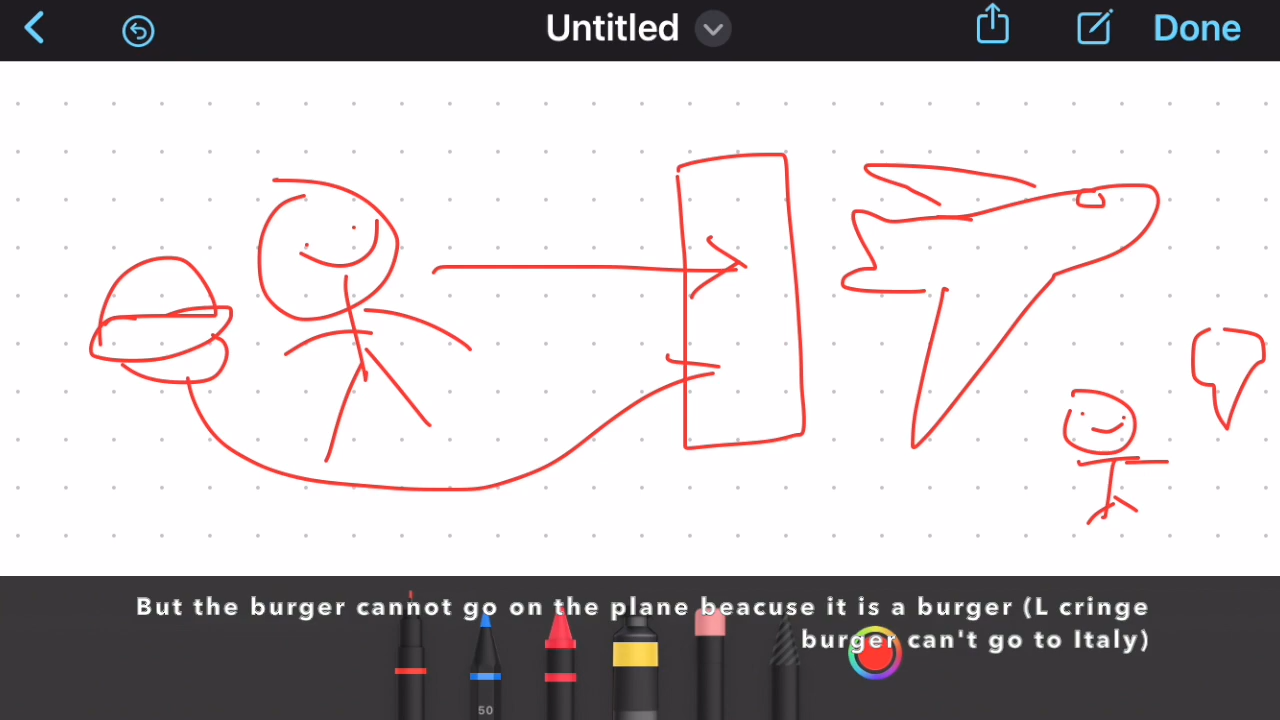 Untitled
Done
But the burger cannot go on the plane beacuse it is a burger (L cringe
burger can't go to Italy)
50